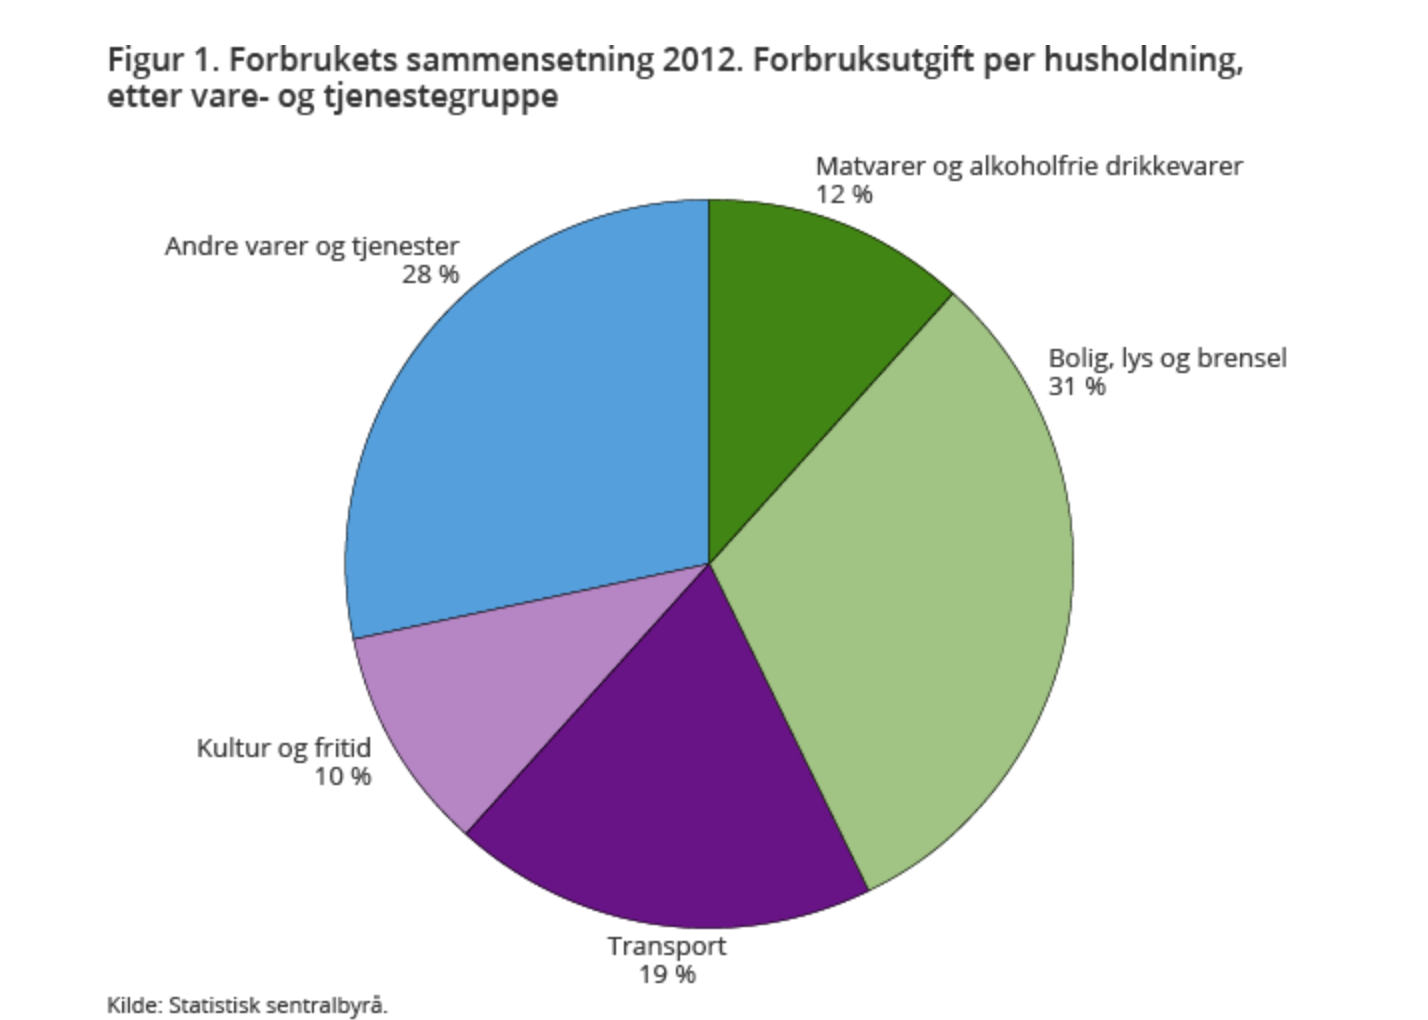 Figur 1. Forbrukets sammensetning 2012. Forbruksutgift per husholdning,
etter vare- og tjenestegruppe
Matvarer og alkoholfrie drikkevarer
12 %
Andre varer og tjenester
28 %
Bolig, lys og brensel
31 %
Kultur og fritid
10 %
Transport
19 %
Kilde: Statistisk sentralbyrå.